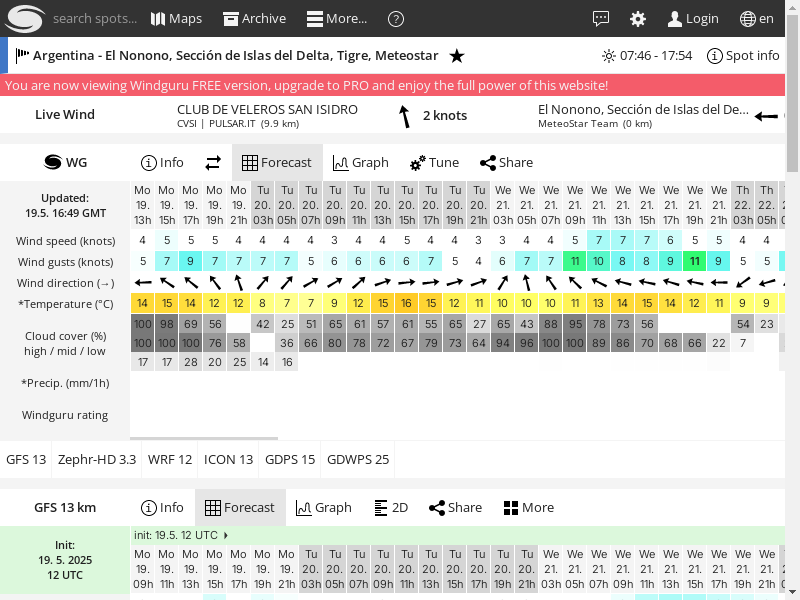 search spots... Maps Archive More... ? Login en
Argentina - El Nonono, Sección de Islas del Delta, Tigre, Meteostar ★ 07:46 - 17:54 Spot info
You are now viewing Windguru FREE version, upgrade to PRO and enjoy the full power of this website!
Live Wind CLUB DE VELEROS SAN ISIDRO 2 knots El Nonono, Sección de Islas del De...
CVSI | PULSAR.IT (9.9 km) MeteoStar Team (0 km)
WG Info Forecast Graph Tune Share
Updated: Mo Mo Mo Mo Mo Tu Tu Tu Tu Tu Tu Tu Tu Tu Tu We We We We We We We We We We Th Th
19.5. 16:49 GMT 19. 19. 19. 19. 19. 20. 20. 20. 20. 20. 20. 20. 20. 20. 20. 21. 21. 21. 21. 21. 21. 21. 21. 21. 21. 22. 22.
13h 15h 17h 19h 21h 03h 05h 07h 09h 11h 13h 15h 17h 19h 21h 03h 05h 07h 09h 11h 13h 15h 17h 19h 21h 03h 05h
Wind speed (knots) 4 5 5 5 4 4 4 4 3 4 4 5 4 4 3 3 4 4 5 7 7 7 6 5 5 4 4
Wind gusts (knots) 5 7 9 7 7 7 7 5 6 6 6 6 7 5 4 6 7 7 11 10 8 8 9 11 9 5 5
Wind direction (→)
*Temperature (°C) 14 15 14 12 12 8 7 7 9 12 15 16 15 12 11 10 10 10 11 13 14 15 14 12 11 9 9
Cloud cover (%) 100 98 69 56 42 25 51 65 61 57 61 55 65 27 65 43 88 95 78 73 56 54 23
high / mid / low 100 100 100 76 58 36 66 80 78 72 67 79 73 64 94 96 100 100 89 86 70 68 66 22 7
17 17 28 20 25 14 16
*Precip. (mm/1h)
Windguru rating
GFS 13 Zephr-HD 3.3 WRF 12 ICON 13 GDPS 15 GDWPS 25
GFS 13 km Info Forecast Graph 2D Share More
init: 19.5. 12 UTC
Init: Mo Mo Mo Mo Mo Mo Mo Tu Tu Tu Tu Tu Tu Tu Tu Tu Tu We We We We We We We We We We
19. 5. 2025 19. 19. 19. 19. 19. 19. 19. 20. 20. 20. 20. 20. 20. 20. 20. 20. 20. 21. 21. 21. 21. 21. 21. 21. 21. 21. 21.
12 UTC 09h 11h 13h 15h 17h 19h 21h 03h 05h 07h 09h 11h 13h 15h 17h 19h 21h 03h 05h 07h 09h 11h 13h 15h 17h 19h 21h